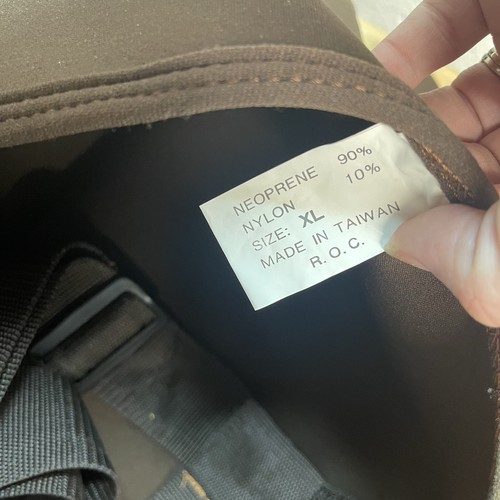 NEOPRENE 90%
NYLON 10%
SIZE: XL
MADE IN TAIWAN
R.O.C.